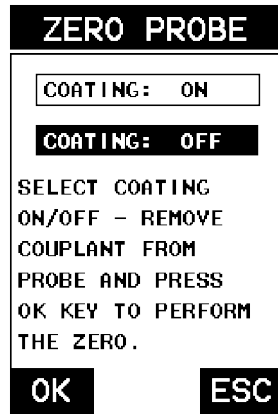 ZERO PROBE
COATING: ON
COATING: OFF
SELECT COATING
ON/OFF - REMOVE
COUPLANT FROM
PROBE AND PRESS
OK KEY TO PERFORM
THE ZERO.
OK ESC